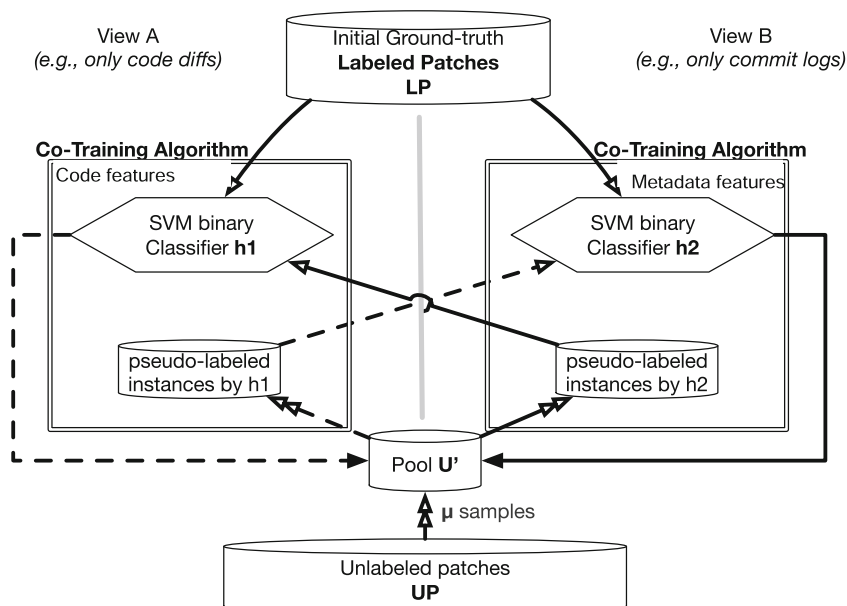 View A
(e.g., only code diffs)
Initial Ground-truth
Labeled Patches
LP
View B
(e.g., only commit logs)
Co-Training Algorithm
Code features
SVM binary
Classifier h1
Co-Training Algorithm
Metadata features
SVM binary
Classifier h2
pseudo-labeled
instances by h1
pseudo-labeled
instances by h2
Pool U'
μ samples
Unlabeled patches
UP